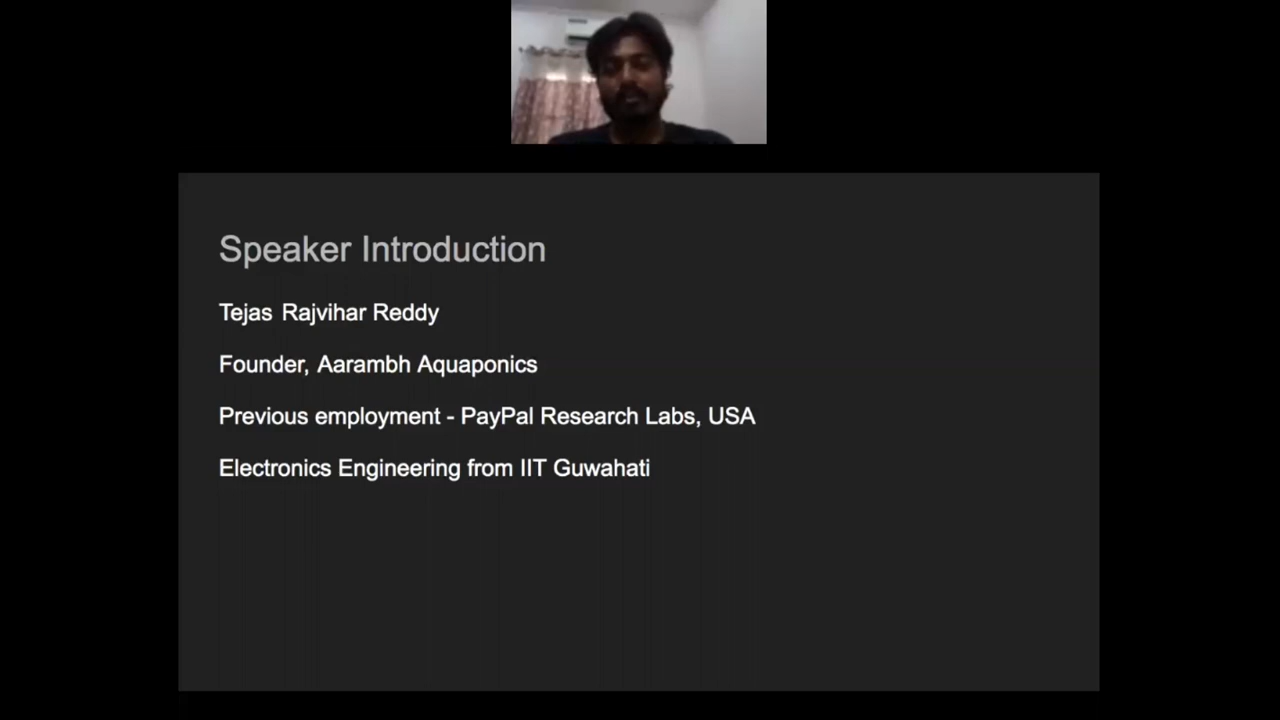 Speaker Introduction
Tejas Rajvihar Reddy
Founder, Aarambh Aquaponics
Previous employment - PayPal Research Labs, USA
Electronics Engineering from IIT Guwahati